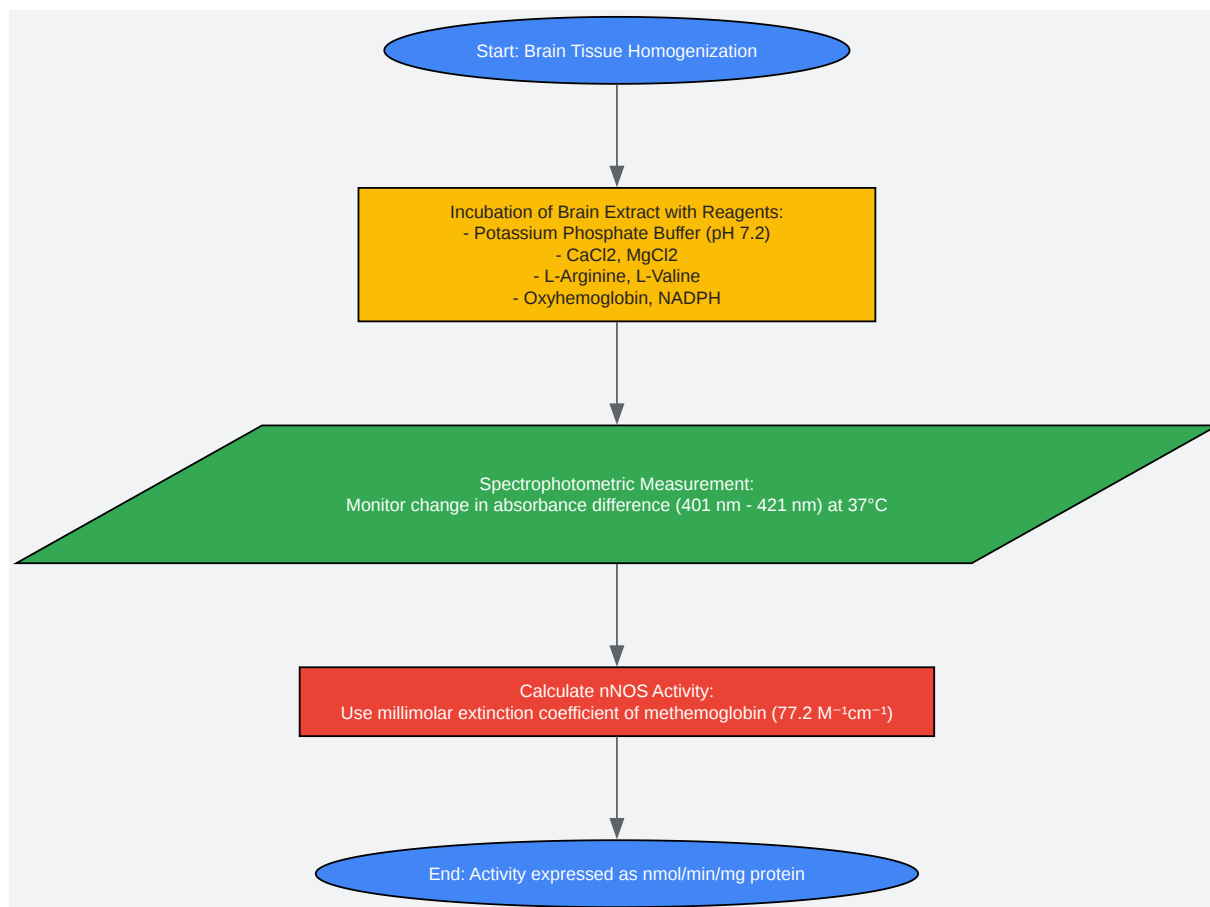 Start: Brain Tissue Homogenization
Incubation of Brain Extract with Reagents:
- Potassium Phosphate Buffer (pH 7.2)
- CaCl2, MgCl2
- L-Arginine, L-Valine
- Oxyhemoglobin, NADPH
Spectrophotometric Measurement:
Monitor change in absorbance difference (401 nm - 421 nm) at 37°C
Calculate nNOS Activity:
Use millimolar extinction coefficient of methemoglobin (77.2 M⁻¹cm⁻¹)
End: Activity expressed as nmol/min/mg protein